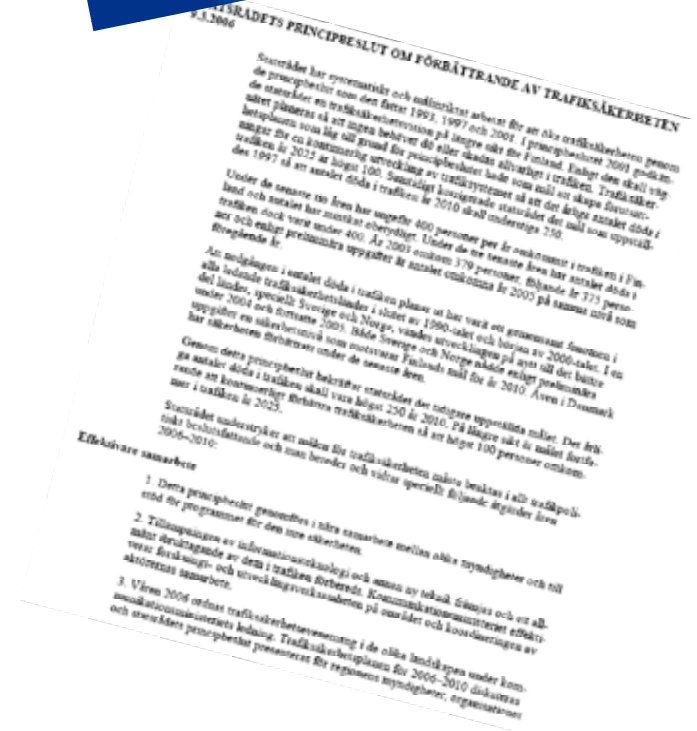 ATSRÅDETS PRINCIPBESLUT OM FÖRBÄTTRANDE AV TRAFIKSÄKERHETEN
9.3.2006
Statsrådet har systematiskt och målinriktat arbetat för att öka trafiksäkerheten genom
de principbeslut som den fattat 1993, 1997 och 2001. I principbeslutet 2001 godkän-
de statsrådet en trafiksäkerhetsvision på längre sikt för Finland. Enligt den skall väg-
nätet planeras så att ingen behöver dö eller skadas allvarligt i trafiken. Trafiksäker-
hetsplanen som låg till grund för principbeslutet hade som mål att skapa förutsätt-
ningar för en kontinuerlig utveckling av trafiksystemet så att det årliga antalet döda i
trafiken år 2025 är högst 100. Samtidigt korrigerade statsrådet det mål som uppställ-
des 1997 så att antalet döda i trafiken år 2010 skall understiga 250.
Under de senaste tio åren har ungefär 400 personer per år omkommit i trafiken i Fin-
land och antalet har minskat obetydligt. Under de tre senaste åren har antalet döda i
trafiken dock varit under 400. År 2003 omkom 379 personer, följande år 375 perso-
ner och enligt preliminära uppgifter är antalet omkomna år 2005 på samma nivå som
föregående år.
Att nedgången i antalet döda i trafiken planar ut har varit ett gemensamt fenomen i
alla ledande trafiksäkerhetsländer i slutet av 1990-talet och början av 2000-talet. I en
del länder, speciellt Sverige och Norge, vändes utvecklingen på nytt till det bättre
under 2004 och fortsatte 2005. Både Sverige och Norge nådde enligt preliminära
uppgifter en säkerhetsnivå som motsvarar Finlands mål för år 2010. Även i Danmark
har säkerheten förbättrats under de senaste åren.
Genom detta principbeslut bekräftar statsrådet det tidigare uppställda målet. Det årli-
ga antalet döda i trafiken skall vara högst 250 år 2010. På längre sikt är målet fortfa-
rande att kontinuerligt förbättra trafiksäkerheten så att högst 100 personer omkom-
mer i trafiken år 2025.
Statsrådet understryker att målen för trafiksäkerheten måste beaktas i allt trafikpoli-
tiskt beslutsfattande och man bereder och vidtar speciellt följande åtgärder åren
2006–2010:
Effektivare samarbete
1. Detta principbeslut genomförs i nära samarbete mellan olika myndigheter och till
stöd för programmet för den inre säkerheten.
2. Tillämpningen av informationsteknologi och annan ny teknik främjas och ett all-
mänt ibruktagande av dem i trafiken förbereds. Kommunikationsministeriet effekti-
verar forsknings- och utvecklingsverksamheten på området och koordineringen av
aktörernas samarbete.
3. Våren 2006 ordnas trafiksäkerhetsevenemang i de olika landskapen under kom-
munikationsministeriets ledning. Trafiksäkerhetsplanen för 2006–2010 diskuteras
och statsrådets principbeslut presenteras för regionens myndigheter, organisationer